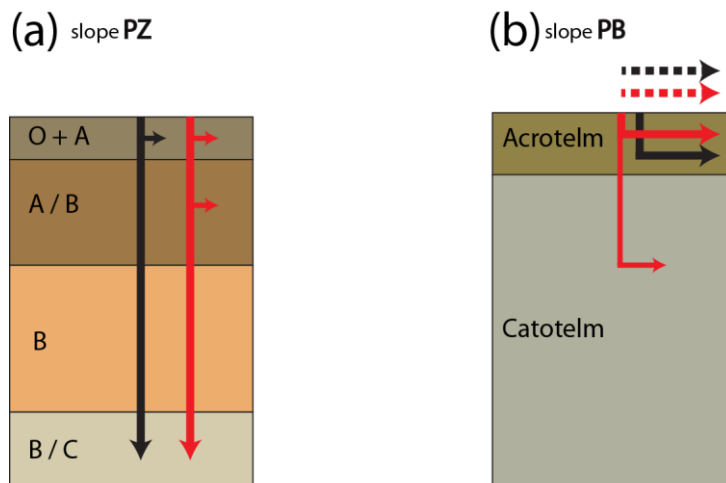 (a) slope PZ
O + A
A / B
B
B / C
(b) slope PB
Acrotelm
Catotelm